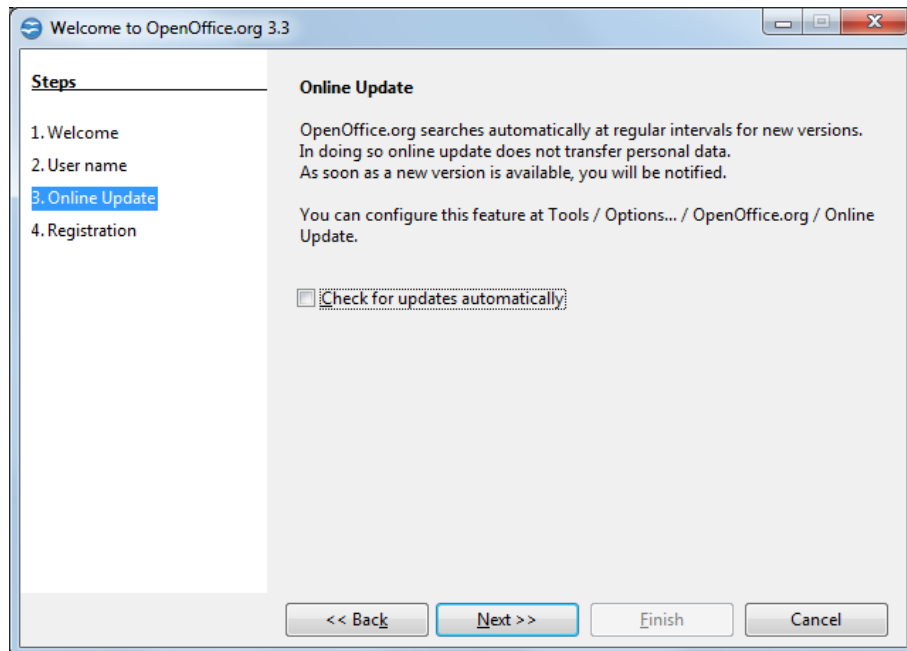 Welcome to OpenOffice.org 3.3
Steps
1. Welcome
2. User name
3. Online Update
4. Registration
Online Update
OpenOffice.org searches automatically at regular intervals for new versions.
In doing so online update does not transfer personal data.
As soon as a new version is available, you will be notified.
You can configure this feature at Tools / Options... / OpenOffice.org / Online
Update.
Check for updates automatically
<< Back
Next >>
Finish
Cancel